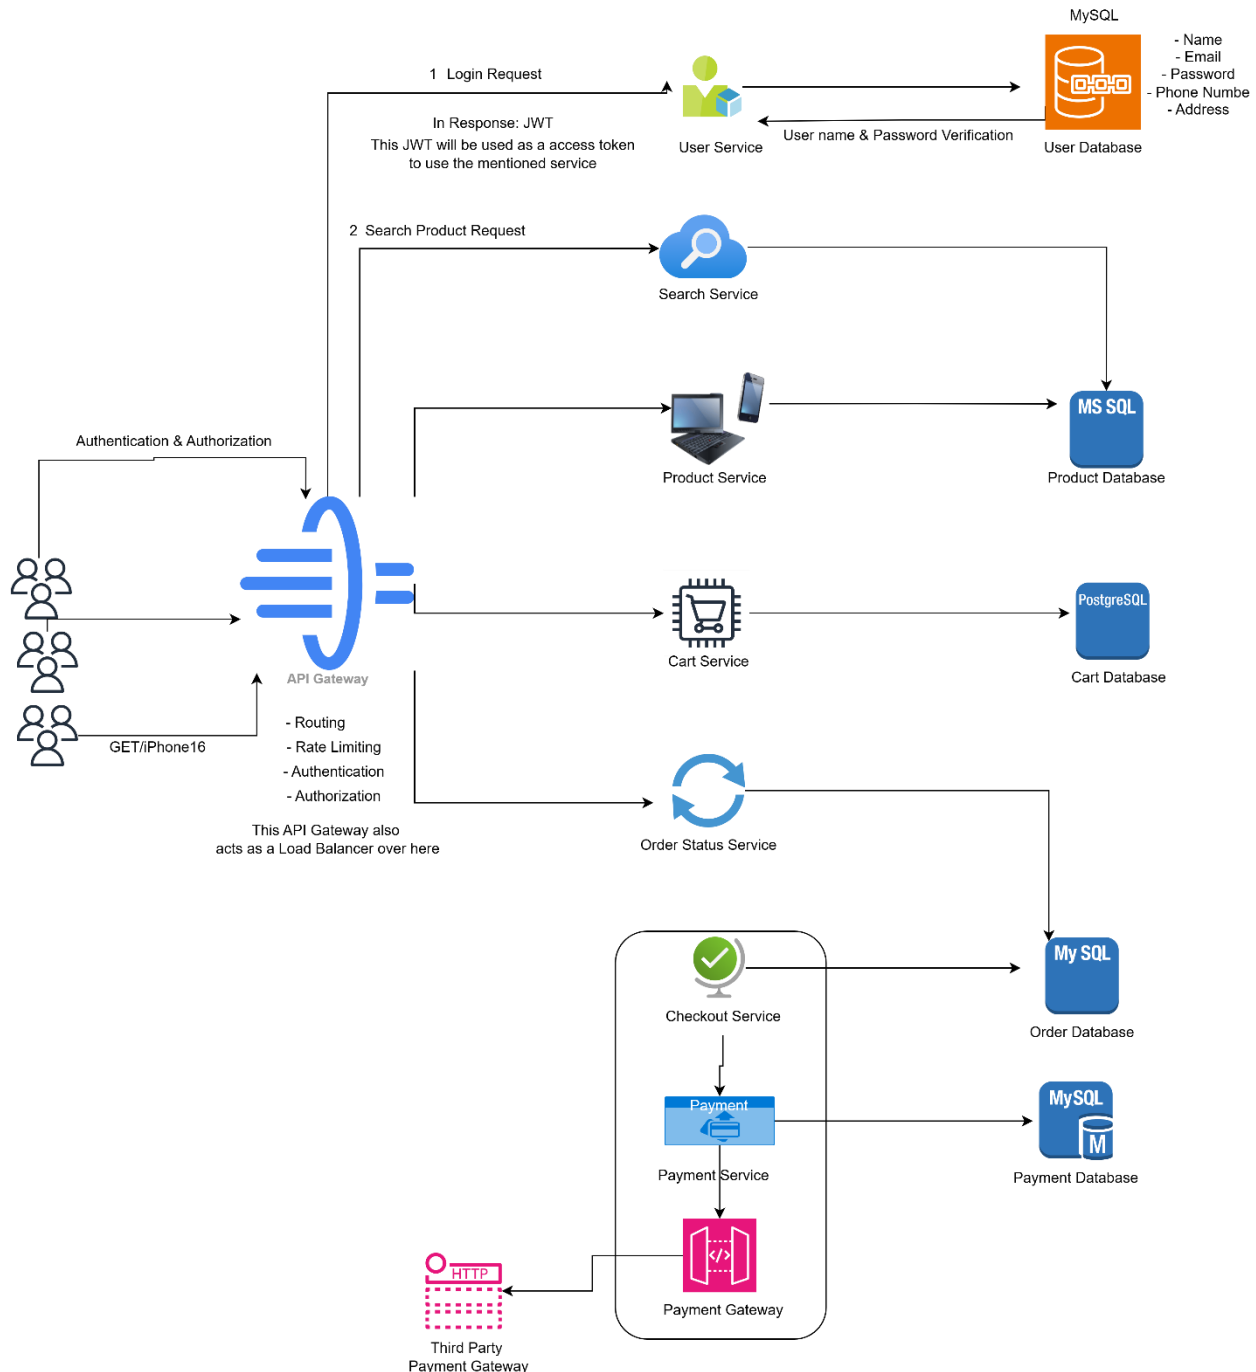 MySQL
- Name
- Email
- Password
- Phone Numbe
- Address
1 Login Request
In Response: JWT
This JWT will be used as a access token
to use the mentioned service
User Service
User name & Password Verification
User Database
2 Search Product Request
Search Service
MS SQL
Product Service
Product Database
Authentication & Authorization
PostgreSQL
Cart Service
Cart Database
API Gateway
- Routing
- Rate Limiting
- Authentication
- Authorization
GET/iPhone16
This API Gateway also
acts as a Load Balancer over here
Order Status Service
My SQL
Checkout Service
Order Database
Payment
MySQL
M
Payment Service
Payment Database
</>
HTTP
Payment Gateway
Third Party
Payment Gateway